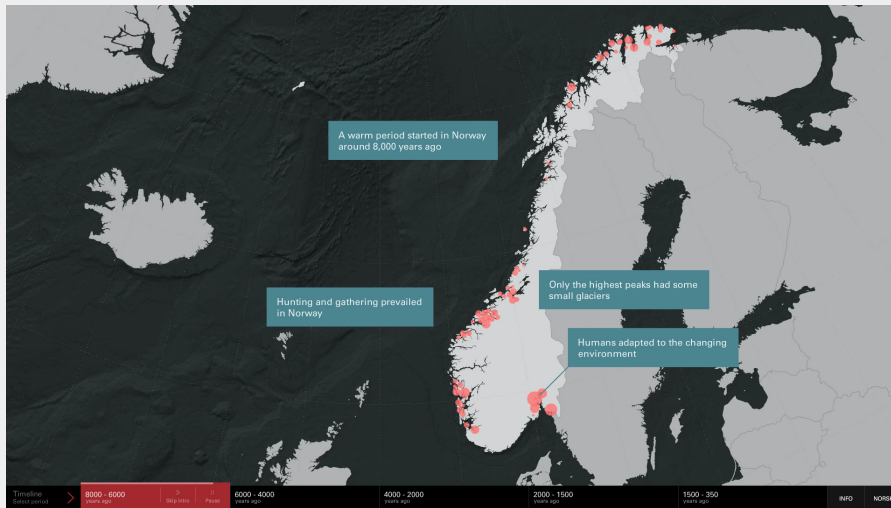 A warm period started in Norway
around 8,000 years ago
Only the highest peaks had some
small glaciers
Hunting and gathering prevailed
in Norway
Humans adapted to the changing
environment
Timeline
Select period
8000 - 6000
years ago
Skip intro
Pause
6000 - 4000
years ago
4000 - 2000
years ago
2000 - 1500
years ago
1500 - 350
years ago
INFO
NORSK